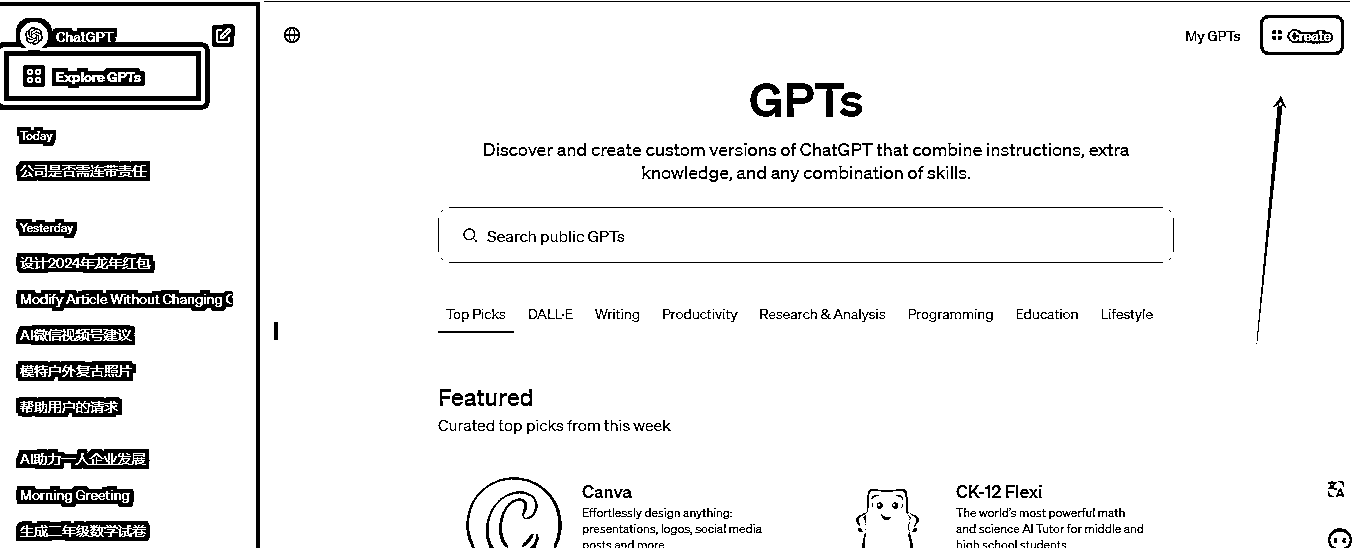 ChatGPT
Explore GPTs
Today
公司是否需连带责任
Yesterday
设计2024年龙年红包
Modify Article Without Changing
AI微信视频号建议
模特户外复古照片
帮助用户的请求
AI助力一人企业发展
Morning Greeting
生成二年级数学试卷
My GPTs
Create
GPTs
Discover and create custom versions of ChatGPT that combine instructions, extra
knowledge, and any combination of skills.
Search public GPTs
Top Picks DALL·E Writing Productivity Research & Analysis Programming Education Lifestyle
Featured
Curated top picks from this week
Canva
Effortlessly design anything:
presentations, logos, social media
posts and more
CK-12 Flexi
The world's most powerful math
and science AI Tutor for middle and
high school students